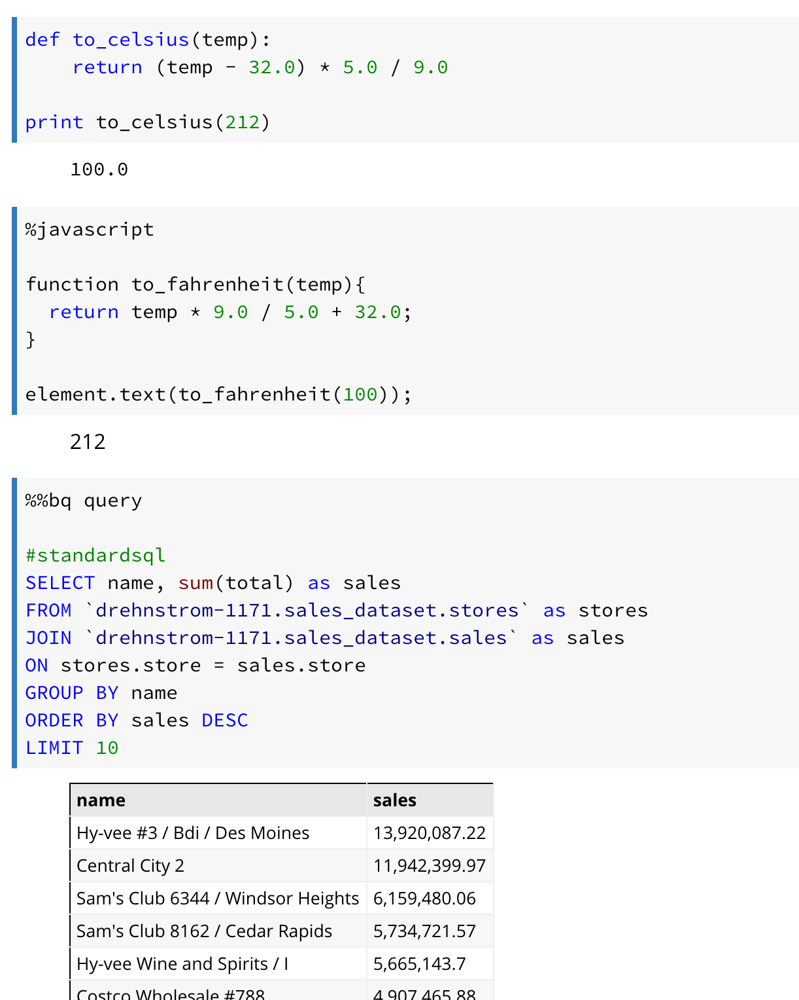 def to_celsius(temp):
    return (temp - 32.0) * 5.0 / 9.0
print to_celsius(212)
100.0
%javascript
function to_fahrenheit(temp){
  return temp * 9.0 / 5.0 + 32.0;
}
element.text(to_fahrenheit(100));
212
%%bq query
#standardsql
SELECT name, sum(total) as sales
FROM `drehnstrom-1171.sales_dataset.stores` as stores
JOIN `drehnstrom-1171.sales_dataset.sales` as sales
ON stores.store = sales.store
GROUP BY name
ORDER BY sales DESC
LIMIT 10
name sales
Hy-vee #3 / Bdi / Des Moines 13,920,087.22
Central City 2 11,942,399.97
Sam's Club 6344 / Windsor Heights 6,159,480.06
Sam's Club 8162 / Cedar Rapids 5,734,721.57
Hy-vee Wine and Spirits / I 5,665,143.7
Costco Wholesale #788 4,907,465.88